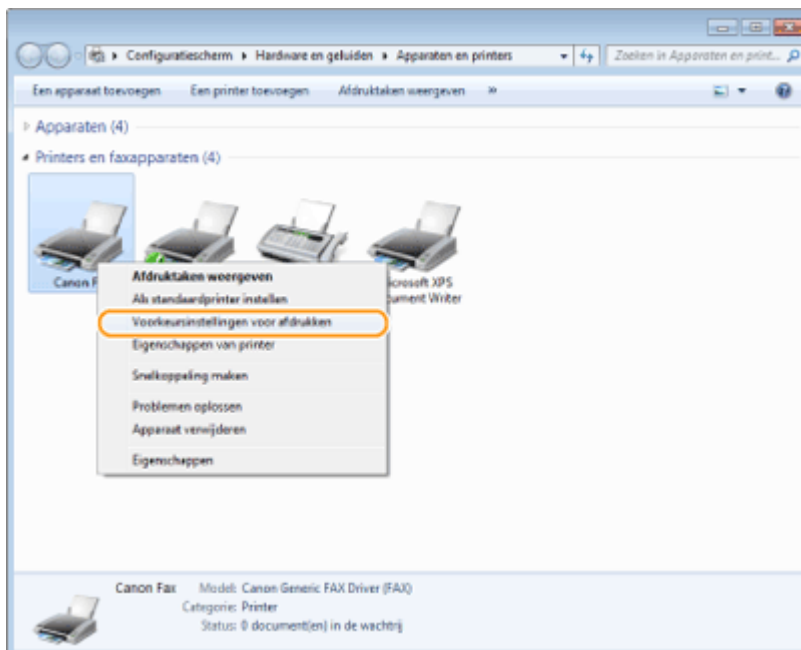 Configuratiescherm ▸ Hardware en geluiden ▸ Apparaten en printers
Zoeken in Apparaten en print...
Een apparaat toevoegen Een printer toevoegen Afdruktaken weergeven »
Apparaten (4)
Printers en faxapparaten (4)
Canon F
icrosoft XPS
cument Writer
Afdruktaken weergeven
Als standaardprinter instellen
Voorkeursinstellingen voor afdrukken
Eigenschappen van printer
Snelkoppeling maken
Problemen oplossen
Apparaat verwijderen
Eigenschappen
Canon Fax Model: Canon Generic FAX Driver (FAX)
Categorie: Printer
Status: 0 document(en) in de wachtrij